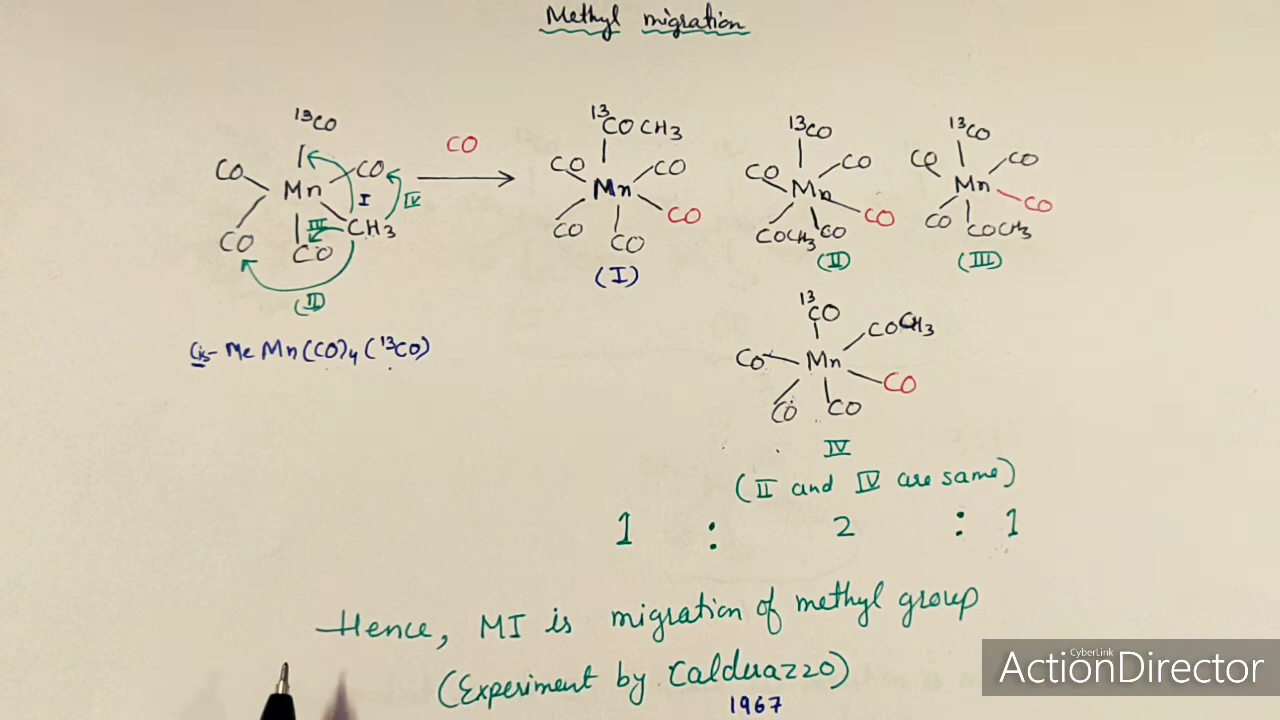 Methyl migration
¹³CO
CO
CO
Mn
I
IV
III
CH3
CO
CO
(II)
CO
¹³COCH3
CO
CO
Mn
CO
CO
CO
(I)
¹³CO
CO
CO
Mn
CO
COCH3
CO
(II)
¹³CO
CO
CO
Mn
CO
CO
COCH3
(III)
Cis- Me Mn(CO)4(¹³CO)
¹³CO
COCH3
CO
Mn
CO
CO
CO
IV
(II and IV are same)
1 : 2 : 1
Hence, MI is migration of methyl group
(Experiment by Calderazzo)
1967
CyberLink
ActionDirector